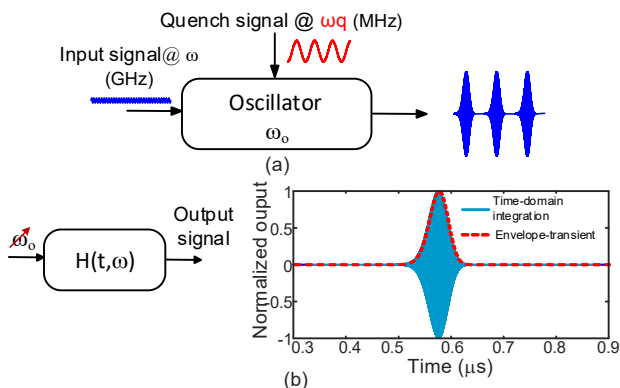 Quench signal @ ωq (MHz)
Input signal@ ω
(GHz)
Oscillator
ωₒ
(a)
ωₒ
H(t,ω)
Output
signal
Normalized ouput
1
0.5
0
-0.5
-1
Time-domain
integration
Envelope-transient
0.3
0.4
0.5
0.6
0.7
0.8
0.9
Time (μs)
(b)